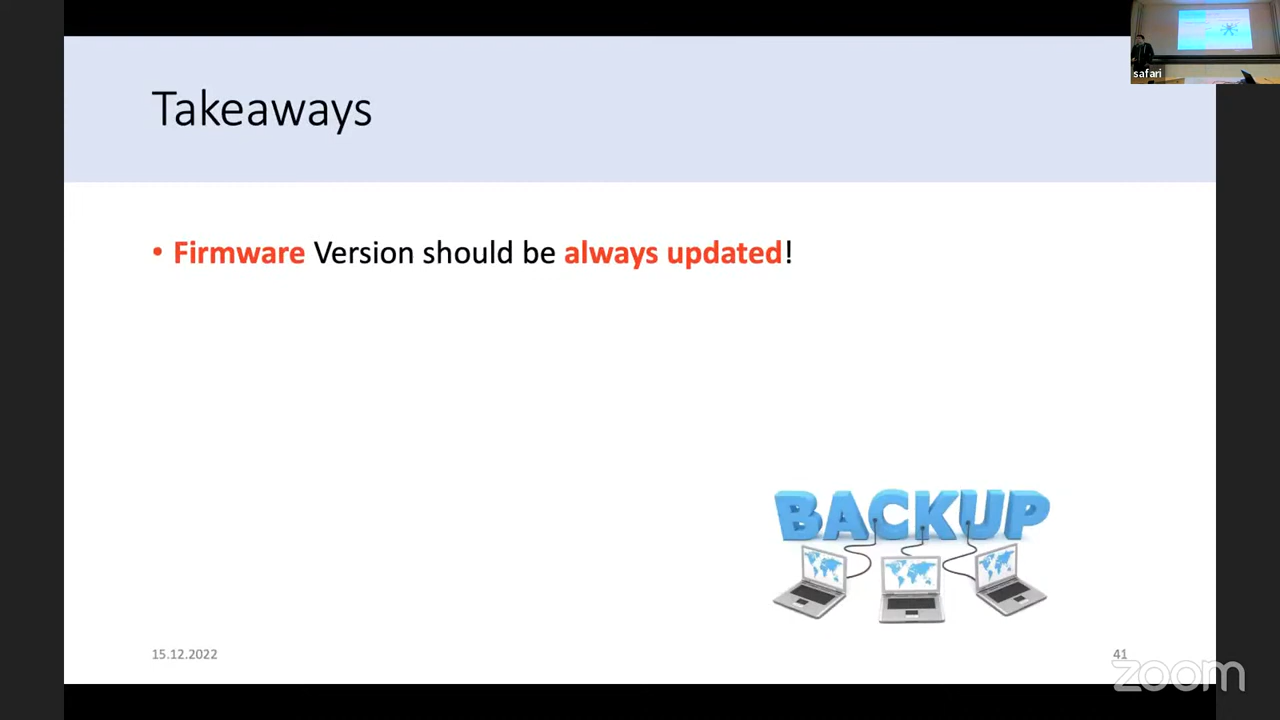 safari
Takeaways
• Firmware Version should be always updated!
BACKUP
15.12.2022
41
zoom